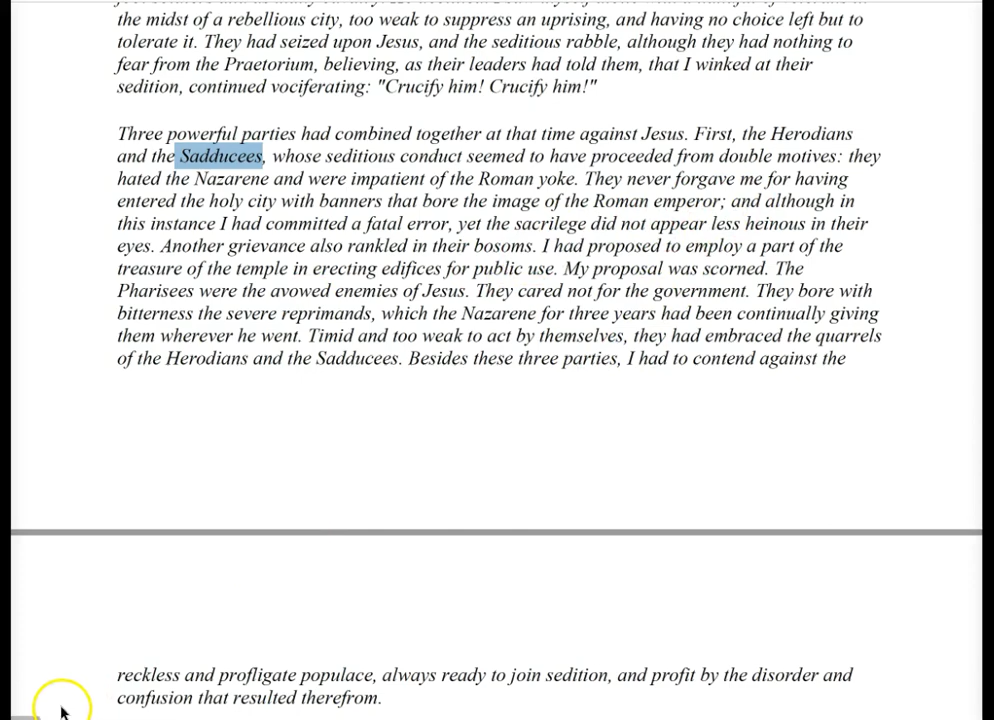 the midst of a rebellious city, too weak to suppress an uprising, and having no choice left but to
tolerate it. They had seized upon Jesus, and the seditious rabble, although they had nothing to
fear from the Praetorium, believing, as their leaders had told them, that I winked at their
sedition, continued vociferating: "Crucify him! Crucify him!"
Three powerful parties had combined together at that time against Jesus. First, the Herodians
and the Sadducees, whose seditious conduct seemed to have proceeded from double motives: they
hated the Nazarene and were impatient of the Roman yoke. They never forgave me for having
entered the holy city with banners that bore the image of the Roman emperor; and although in
this instance I had committed a fatal error, yet the sacrilege did not appear less heinous in their
eyes. Another grievance also rankled in their bosoms. I had proposed to employ a part of the
treasure of the temple in erecting edifices for public use. My proposal was scorned. The
Pharisees were the avowed enemies of Jesus. They cared not for the government. They bore with
bitterness the severe reprimands, which the Nazarene for three years had been continually giving
them wherever he went. Timid and too weak to act by themselves, they had embraced the quarrels
of the Herodians and the Sadducees. Besides these three parties, I had to contend against the
reckless and profligate populace, always ready to join sedition, and profit by the disorder and
confusion that resulted therefrom.